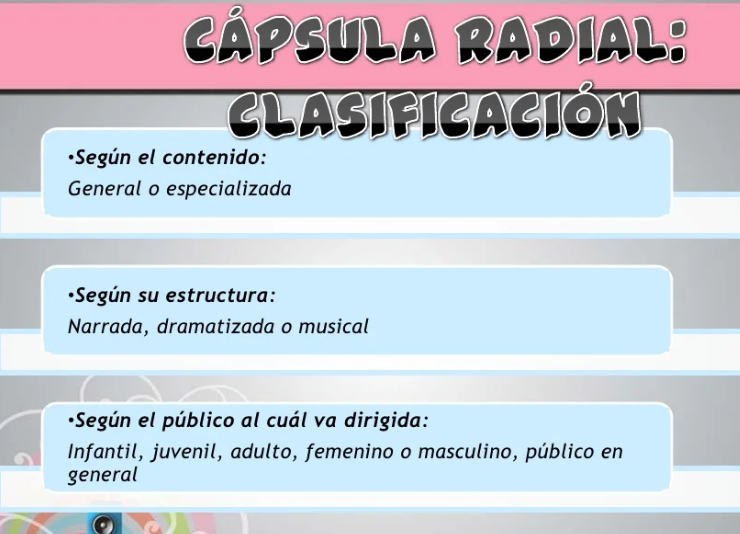 CÁPSULA RADIAL:
CLASIFICACIÓN
•Según el contenido:
General o especializada
•Según su estructura:
Narrada, dramatizada o musical
•Según el público al cuál va dirigida:
Infantil, juvenil, adulto, femenino o masculino, público en
general